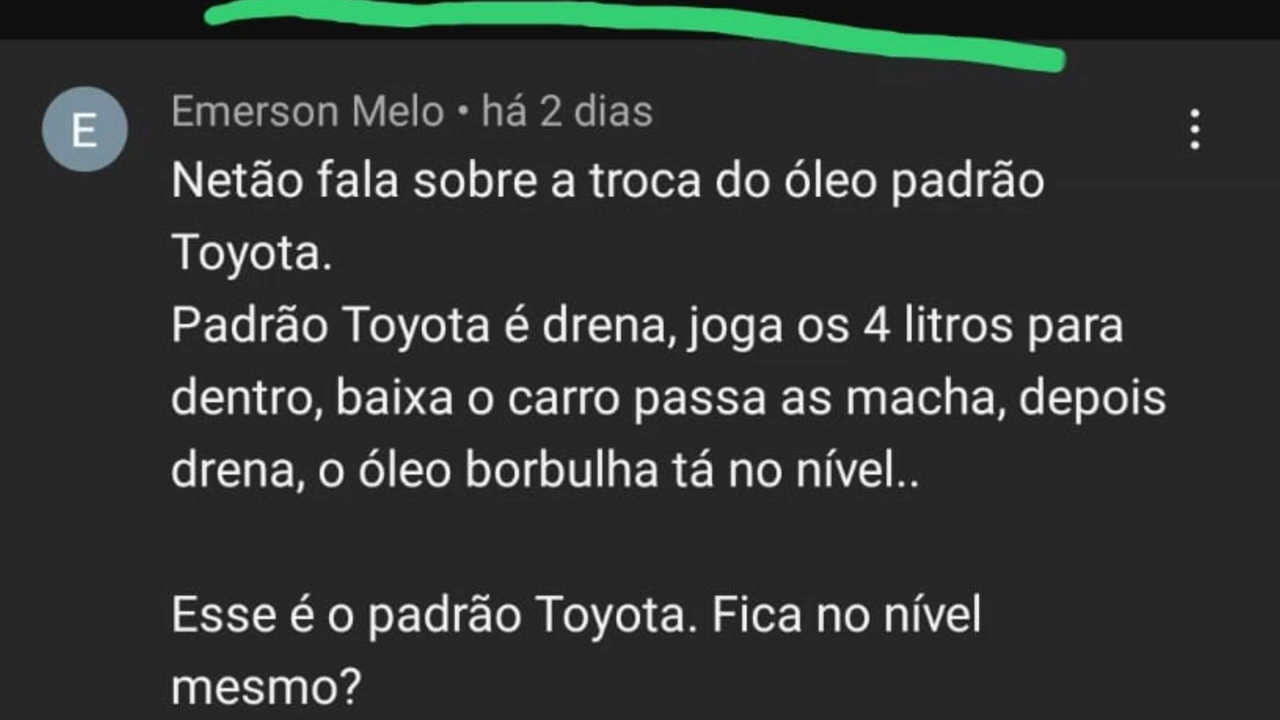 E
Emerson Melo • há 2 dias
Netão fala sobre a troca do óleo padrão
Toyota.
Padrão Toyota é drena, joga os 4 litros para
dentro, baixa o carro passa as macha, depois
drena, o óleo borbulha tá no nível..
Esse é o padrão Toyota. Fica no nível
mesmo?